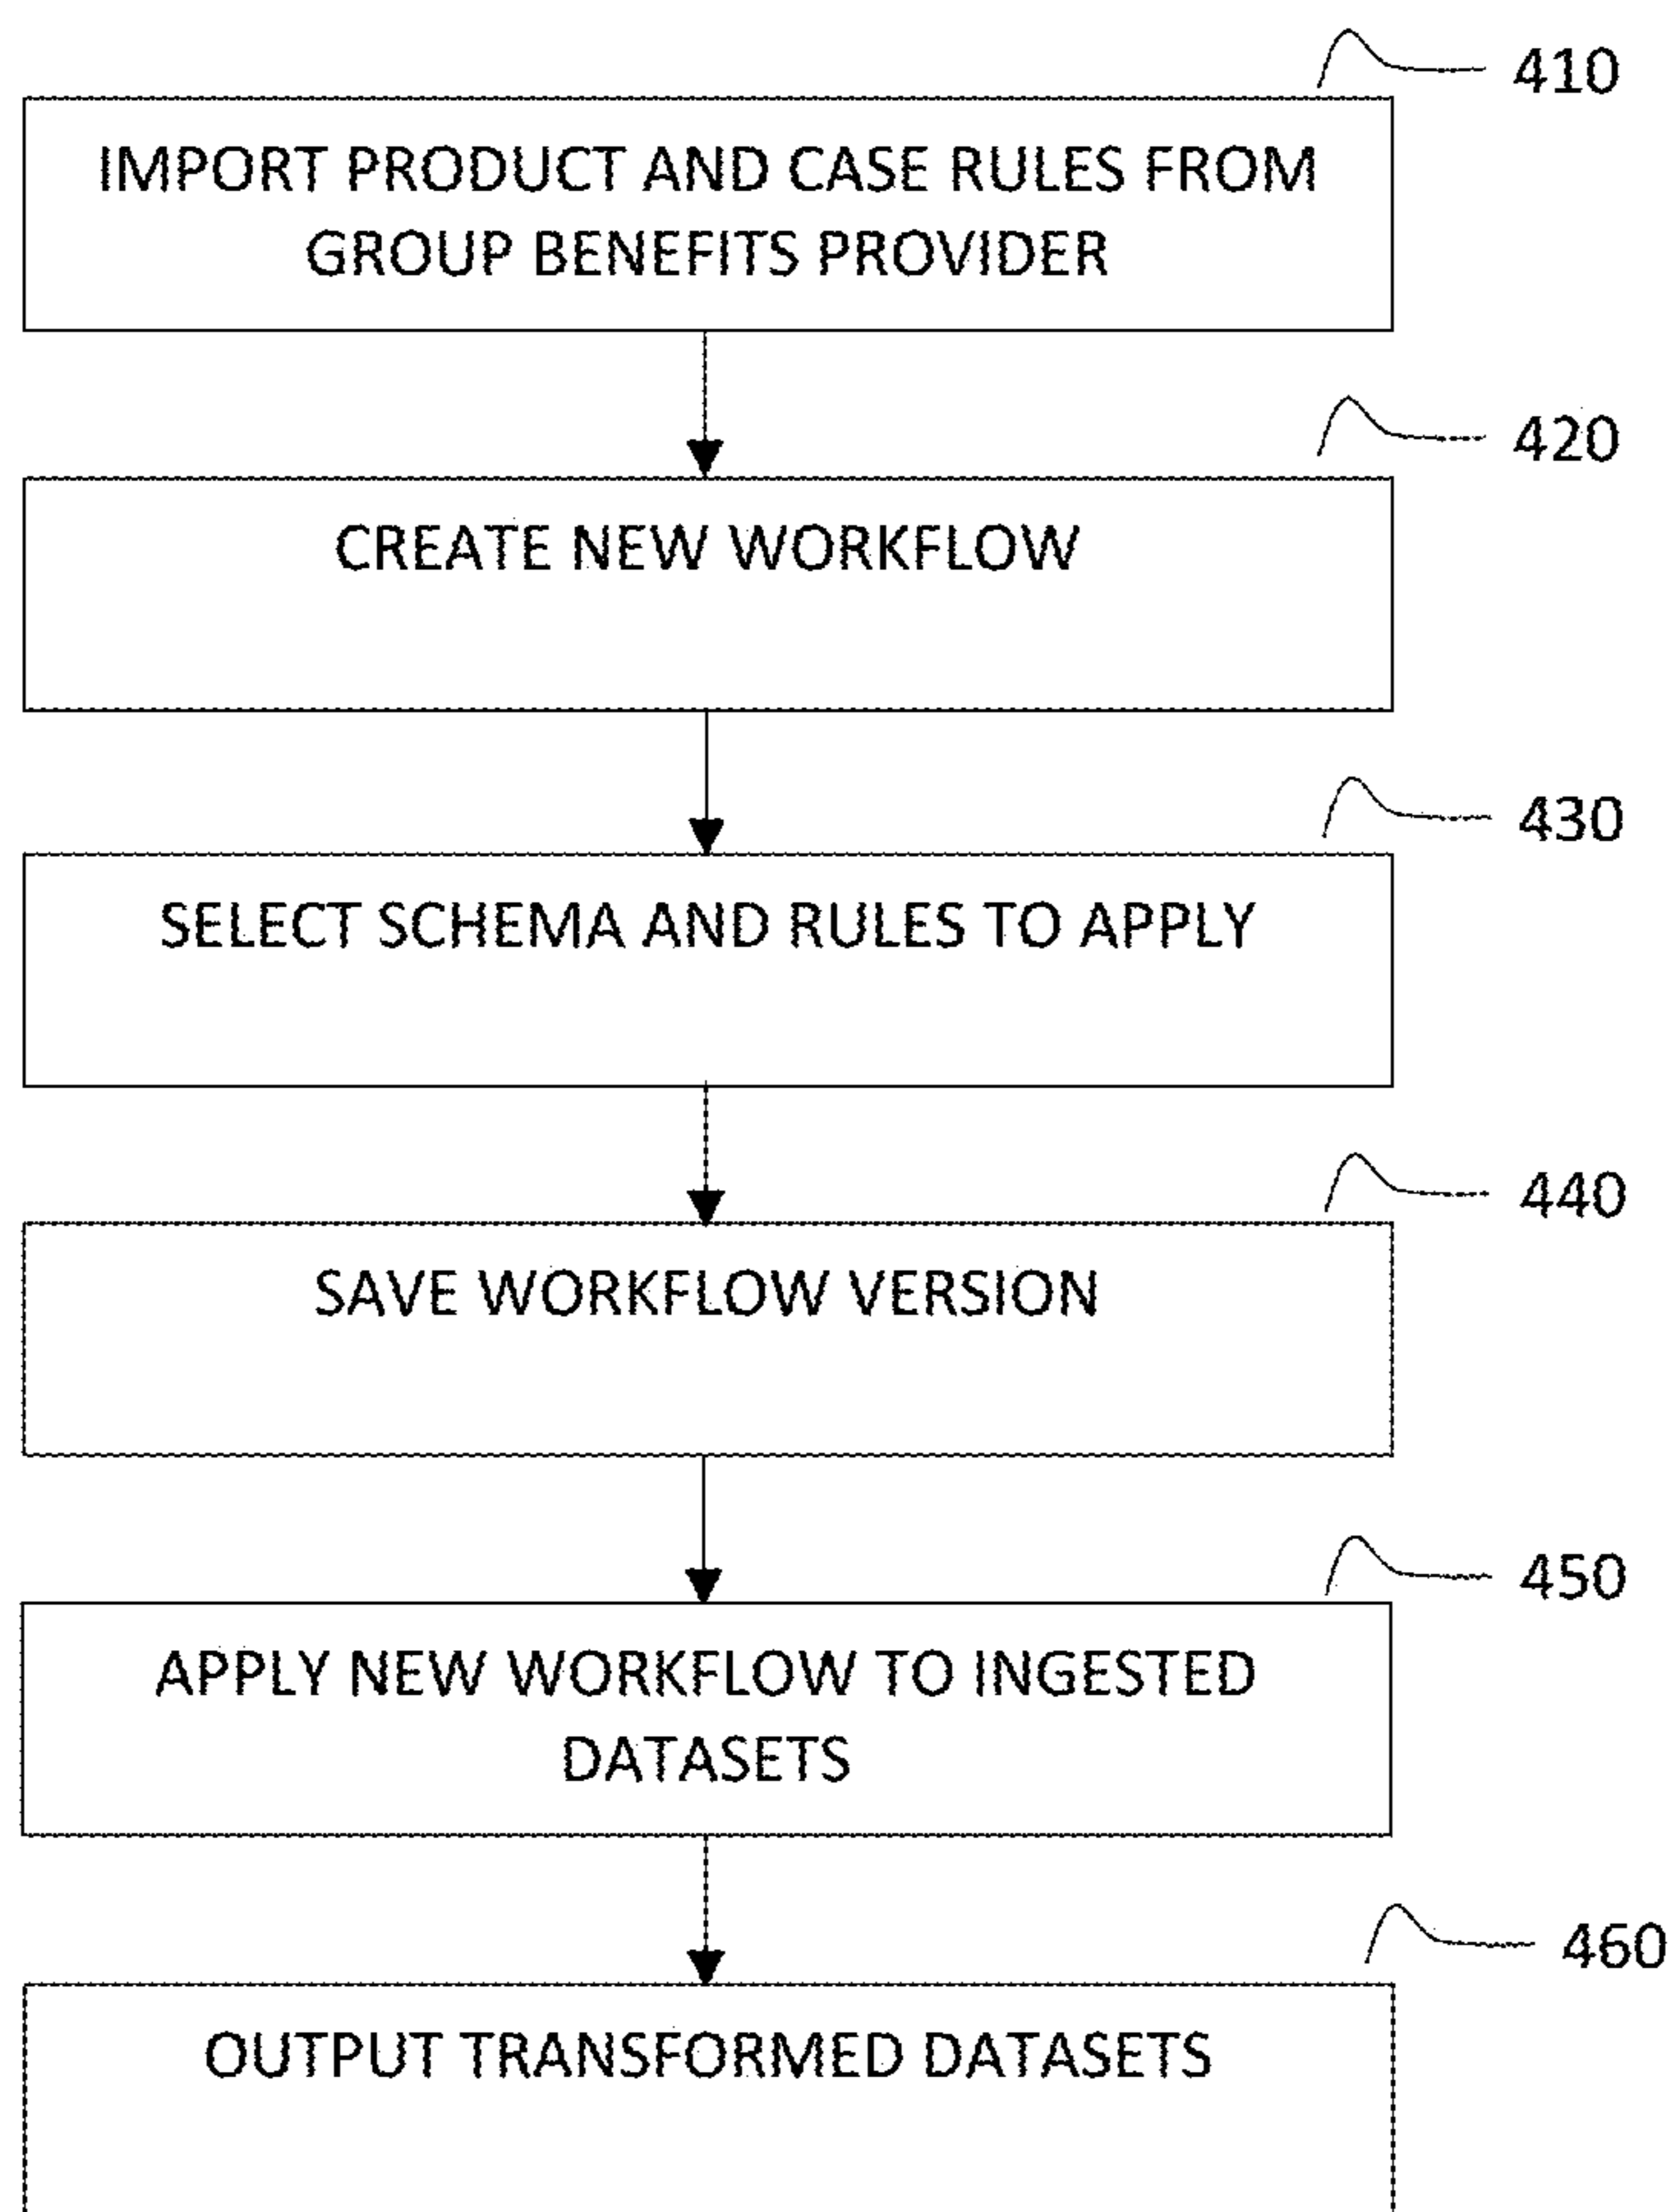 410
IMPORT PRODUCT AND CASE RULES FROM
GROUP BENEFITS PROVIDER
420
CREATE NEW WORKFLOW
430
SELECT SCHEMA AND RULES TO APPLY
440
SAVE WORKFLOW VERSION
450
APPLY NEW WORKFLOW TO INGESTED
DATASETS
460
OUTPUT TRANSFORMED DATASETS